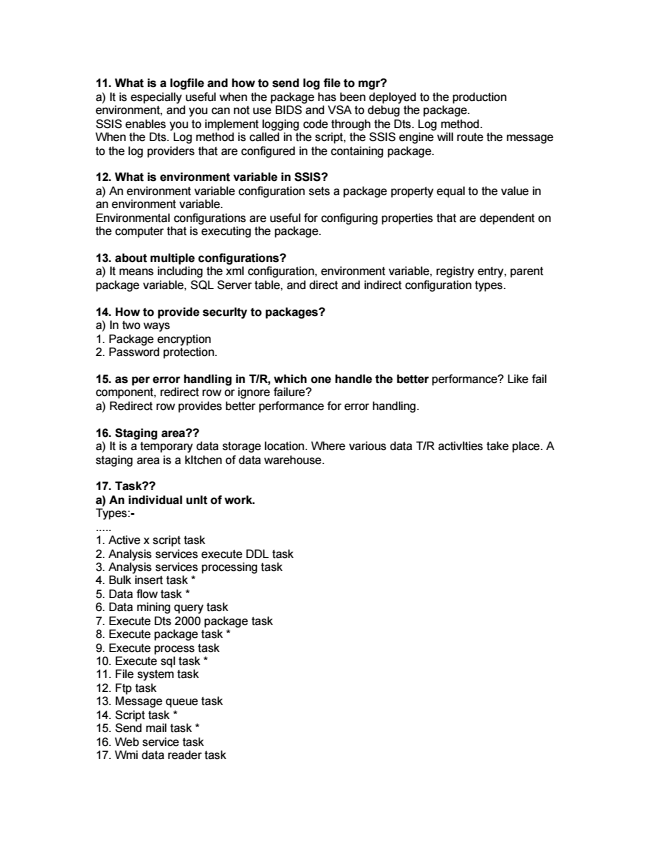 11. What is a logfile and how to send log file to mgr?
a) It is especially useful when the package has been deployed to the production
environment, and you can not use BIDS and VSA to debug the package.
SSIS enables you to implement logging code through the Dts. Log method.
When the Dts. Log method is called in the script, the SSIS engine will route the message
to the log providers that are configured in the containing package.
12. What is environment variable in SSIS?
a) An environment variable configuration sets a package property equal to the value in
an environment variable.
Environmental configurations are useful for configuring properties that are dependent on
the computer that is executing the package.
13. about multiple configurations?
a) It means including the xml configuration, environment variable, registry entry, parent
package variable, SQL Server table, and direct and indirect configuration types.
14. How to provide securIty to packages?
a) In two ways
1. Package encryption
2. Password protection.
15. as per error handling in T/R, which one handle the better performance? Like fail
component, redirect row or ignore failure?
a) Redirect row provides better performance for error handling.
16. Staging area??
a) It is a temporary data storage location. Where various data T/R activIties take place. A
staging area is a kItchen of data warehouse.
17. Task??
a) An individual unIt of work.
Types:-
.....
1. Active x script task
2. Analysis services execute DDL task
3. Analysis services processing task
4. Bulk insert task *
5. Data flow task *
6. Data mining query task
7. Execute Dts 2000 package task
8. Execute package task *
9. Execute process task
10. Execute sql task *
11. File system task
12. Ftp task
13. Message queue task
14. Script task *
15. Send mail task *
16. Web service task
17. Wmi data reader task